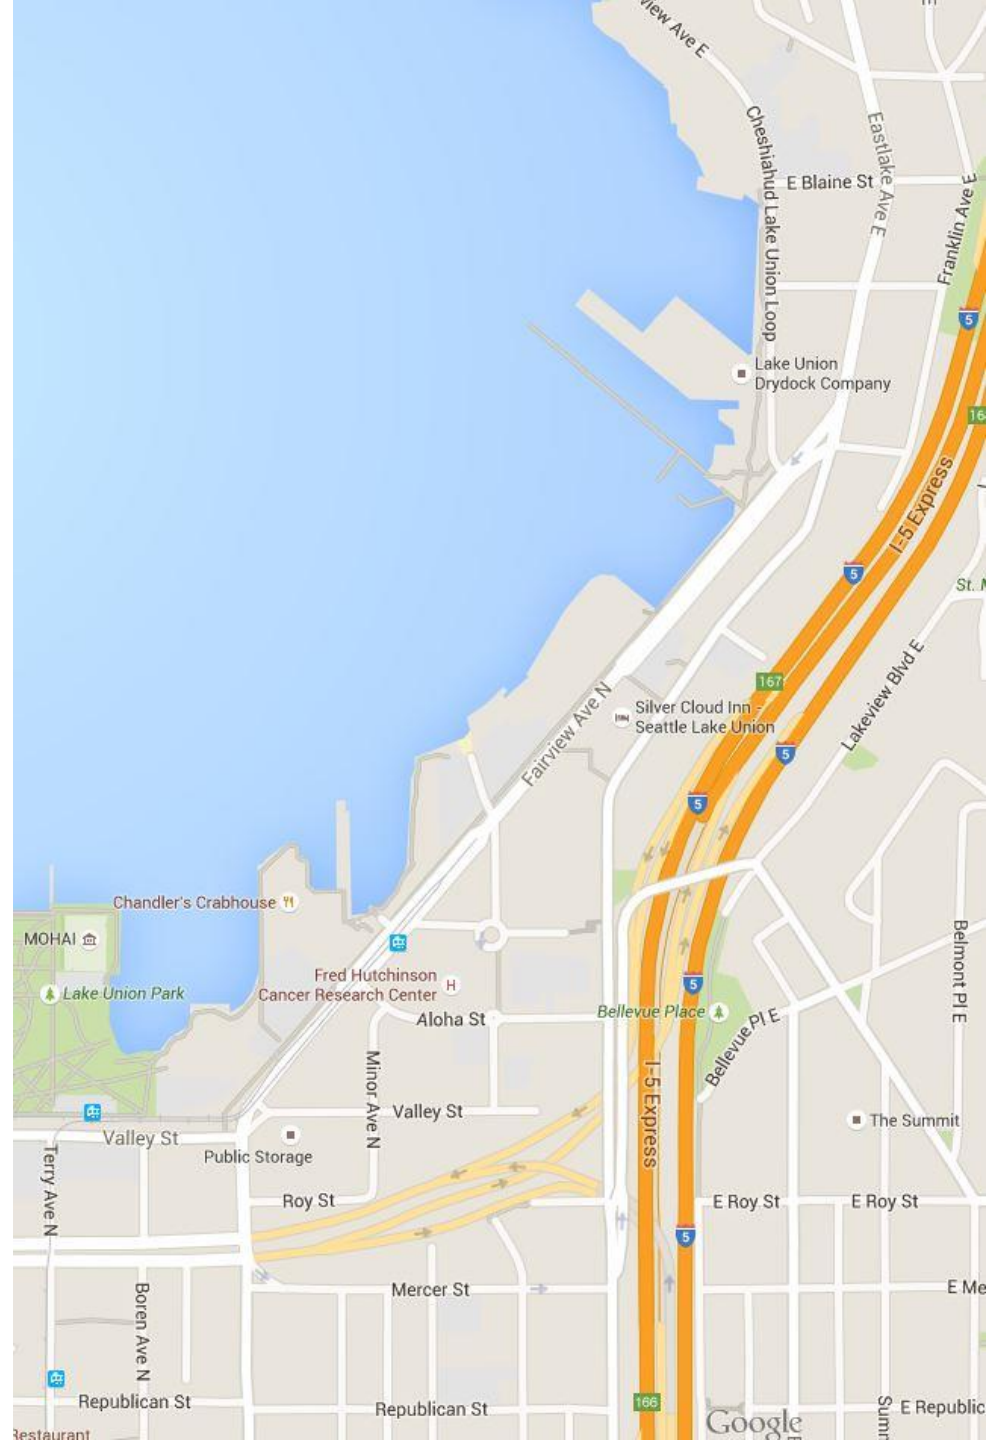 view Ave E
E
Cheshiahud Lake Union Loop
Eastlake Ave E
E Blaine St
Franklin Ave E
5
Lake Union
Drydock Company
I-5 Express
5
St.
167
Silver Cloud Inn -
Seattle Lake Union
Fairview Ave N
Lakeview Blvd E
5
5
Chandler's Crabhouse
MOHAI
Lake Union Park
Fred Hutchinson
Cancer Research Center
H
Belmont Pl E
5
Aloha St
Bellevue Place
Bellevue Pl E
Minor Ave N
I-5 Express
Valley St
Valley St
Public Storage
The Summit
Terry Ave N
Roy St
E Roy St
E Roy St
5
Mercer St
E Me
Boren Ave N
Republican St
Republican St
166
Google
E Republic
Restaurant